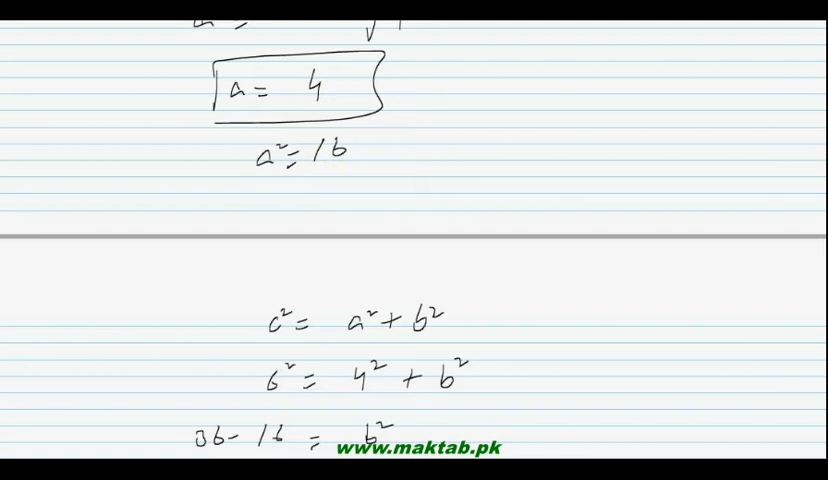 a =
a = 4
a² = 16
c² = a² + b²
6² = 4² + b²
36 - 16 = b²
www.maktab.pk